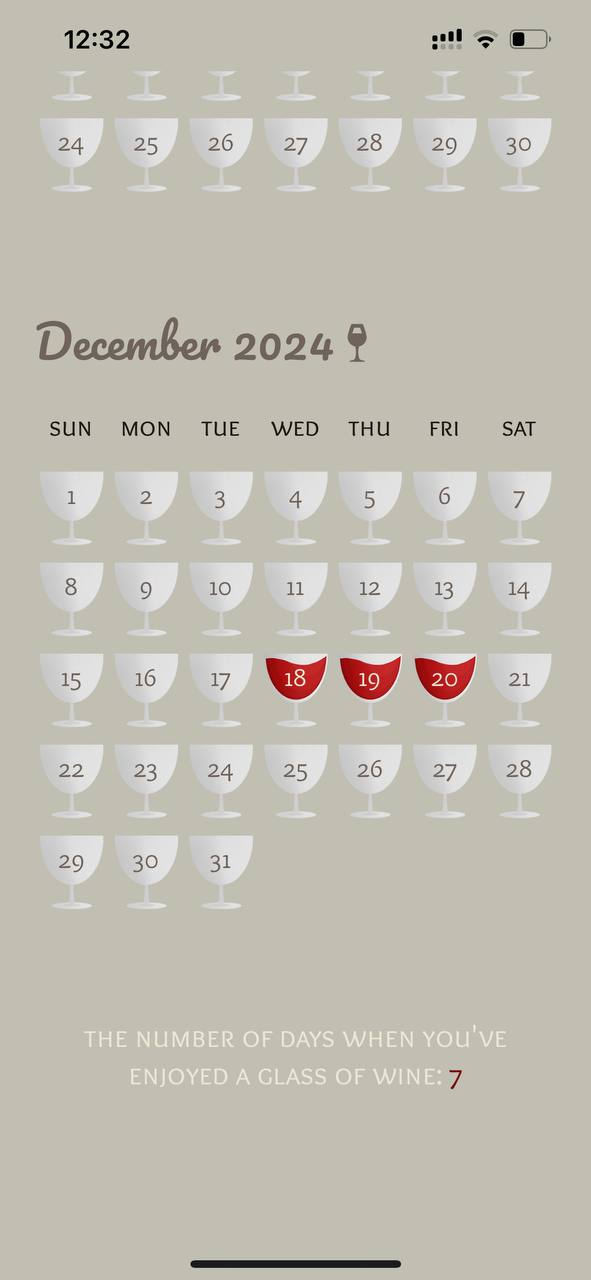 12:32
24 25 26 27 28 29 30
December 2024
SUN MON TUE WED THU FRI SAT
1 2 3 4 5 6 7
8 9 10 11 12 13 14
15 16 17 18 19 20 21
22 23 24 25 26 27 28
29 30 31
THE NUMBER OF DAYS WHEN YOU'VE
ENJOYED A GLASS OF WINE: 7